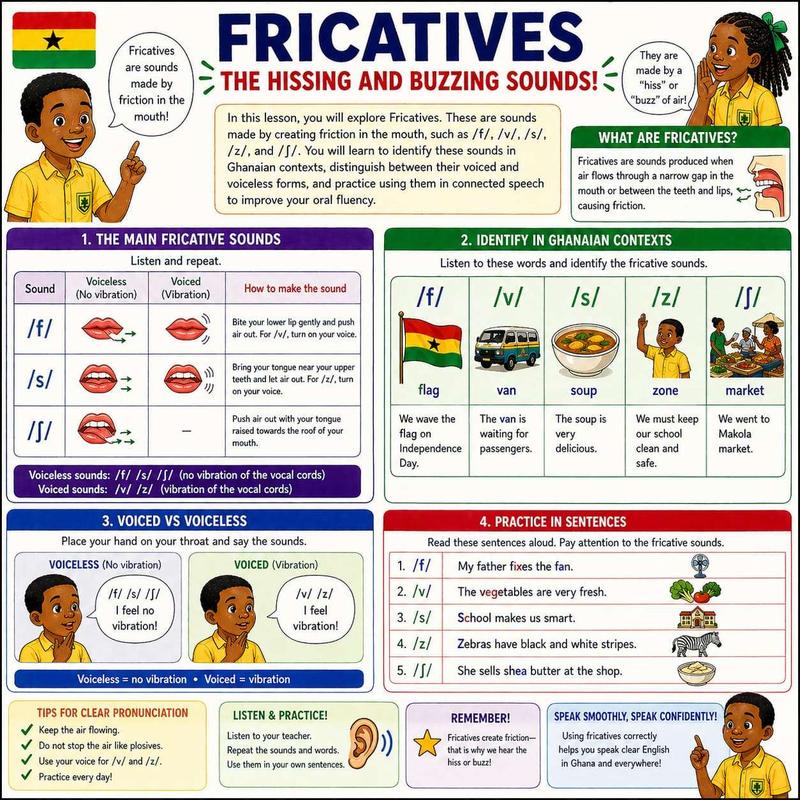 FRICATIVES
THE HISSING AND BUZZING SOUNDS!
Fricatives
are sounds
made by
friction in the
mouth!
They are
made by a
“hiss” or
“buzz” of air!
In this lesson, you will explore Fricatives. These are sounds
made by creating friction in the mouth, such as /f/, /v/, /s/,
/z/, and /ʃ/. You will learn to identify these sounds in
Ghanaian contexts, distinguish between their voiced and
voiceless forms, and practice using them in connected speech
to improve your oral fluency.
WHAT ARE FRICATIVES?
Fricatives are sounds produced when
air flows through a narrow gap in the
mouth or between the teeth and lips,
causing friction.
1. THE MAIN FRICATIVE SOUNDS
Listen and repeat.
Sound
Voiceless
(No vibration)
Voiced
(Vibration)
How to make the sound
/f/
Bite your lower lip gently and push
air out. For /v/, turn on your voice.
/s/
Bring your tongue near your upper
teeth and let air out. For /z/, turn
on your voice.
/ʃ/
–
Push air out with your tongue
raised towards the roof of your
mouth.
Voiceless sounds: /f/ /s/ /ʃ/ (no vibration of the vocal cords)
Voiced sounds: /v/ /z/ (vibration of the vocal cords)
2. IDENTIFY IN GHANAIAN CONTEXTS
Listen to these words and identify the fricative sounds.
/f/
flag
We wave the
flag on
Independence
Day.
/v/
van
The van is
waiting for
passengers.
/s/
soup
The soup is
very
delicious.
/z/
zone
We must keep
our school
clean and
safe.
/ʃ/
market
We went to
Makola
market.
3. VOICED VS VOICELESS
Place your hand on your throat and say the sounds.
VOICELESS (No vibration)
/f/ /s/ /ʃ/
I feel no
vibration!
VOICED (Vibration)
/v/ /z/
I feel
vibration!
Voiceless = no vibration • Voiced = vibration
4. PRACTICE IN SENTENCES
Read these sentences aloud. Pay attention to the fricative sounds.
1. /f/ My father fixes the fan.
2. /v/ The vegetables are very fresh.
3. /s/ School makes us smart.
4. /z/ Zebras have black and white stripes.
5. /ʃ/ She sells shea butter at the shop.
TIPS FOR CLEAR PRONUNCIATION
✓ Keep the air flowing.
✓ Do not stop the air like plosives.
✓ Use your voice for /v/ and /z/.
✓ Practice every day!
LISTEN & PRACTICE!
Listen to your teacher.
Repeat the sounds and words.
Use them in your own sentences.
REMEMBER!
Fricatives create friction—
that is why we hear the
hiss or buzz!
SPEAK SMOOTHLY, SPEAK CONFIDENTLY!
Using fricatives correctly
helps you speak clear English
in Ghana and everywhere!